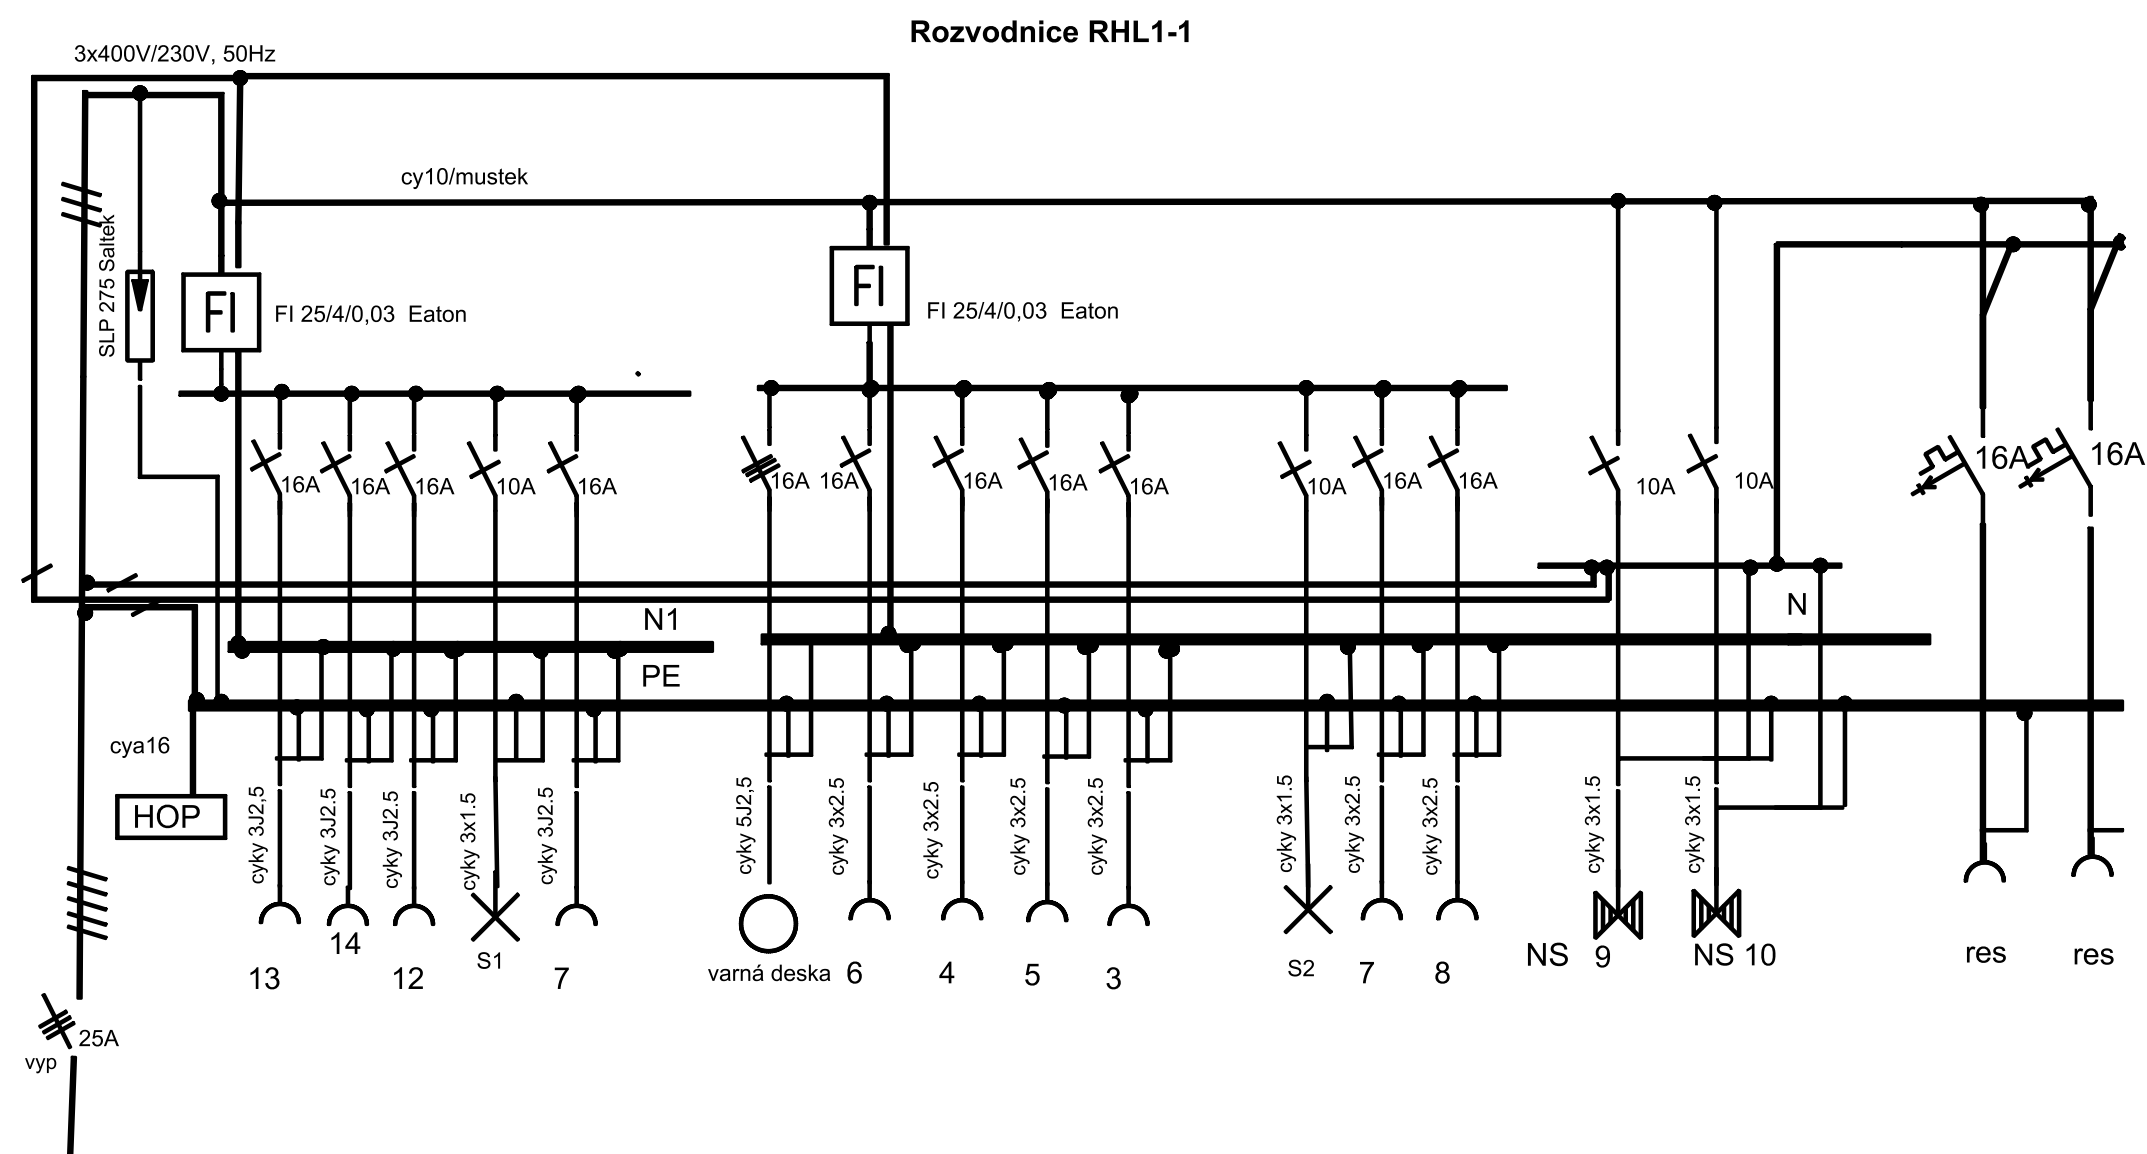 Rozvodnice RHL1-1
3x400V/230V, 50Hz
cy10/mustek
SLP 275 Saltek
FI
FI 25/4/0,03 Eaton
FI
FI 25/4/0,03 Eaton
16A
16A
16A
10A
16A
16A
16A
16A
16A
16A
10A
16A
16A
10A
10A
16A
16A
N1
N
PE
cya16
HOP
cyky 3J2,5
cyky 3J2.5
cyky 3J2.5
cyky 3x1.5
cyky 3J2.5
cyky 5J2,5
cyky 3x2.5
cyky 3x2.5
cyky 3x2.5
cyky 3x2.5
cyky 3x1.5
cyky 3x2.5
cyky 3x2.5
cyky 3x1.5
cyky 3x1.5
13
14
12
S1
7
varná deska
6
4
5
3
S2
7
8
NS 9
NS 10
res
res
25A
vyp